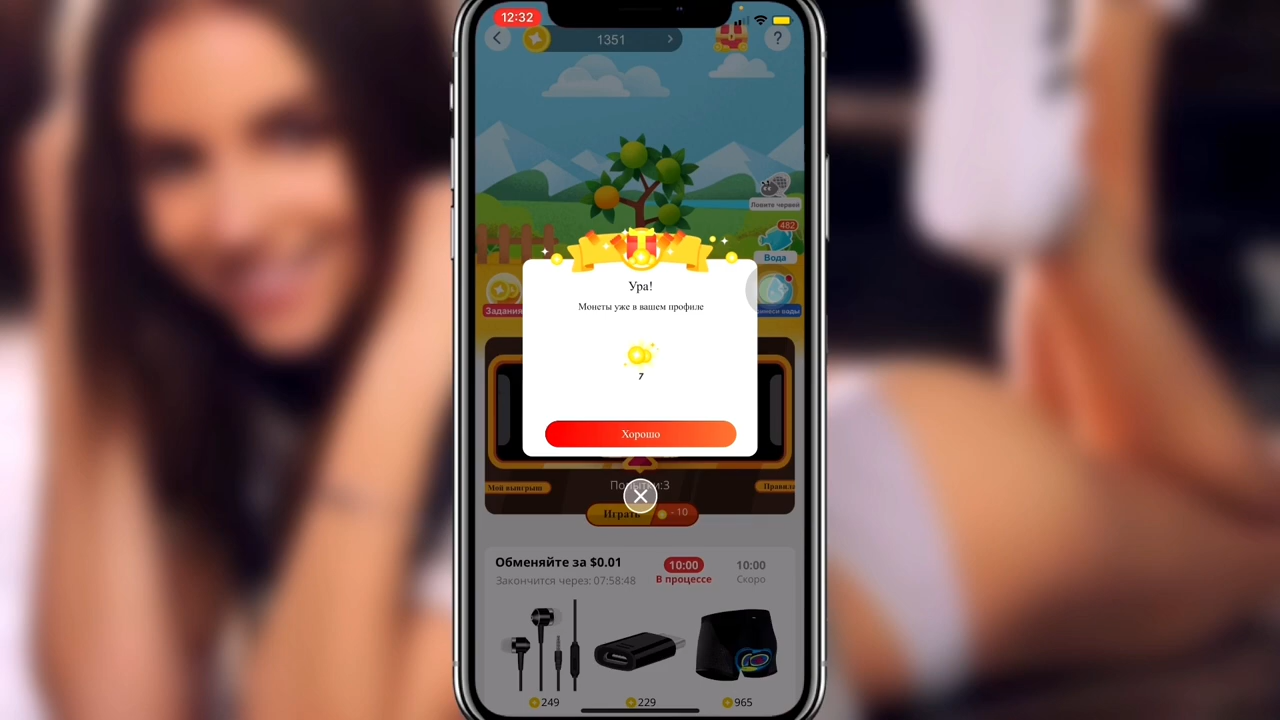 12:32
1351
?
Ловите червей
482
Вода
Задания
Ура!
Монеты уже в вашем профиле
7
Хорошо
Мой выигрыш
:3
Правила
Играть
- 10
Обменяйте за $0.01
10:00
10:00
Закончится через: 07:58:48
В процессе
Скоро
249
229
965